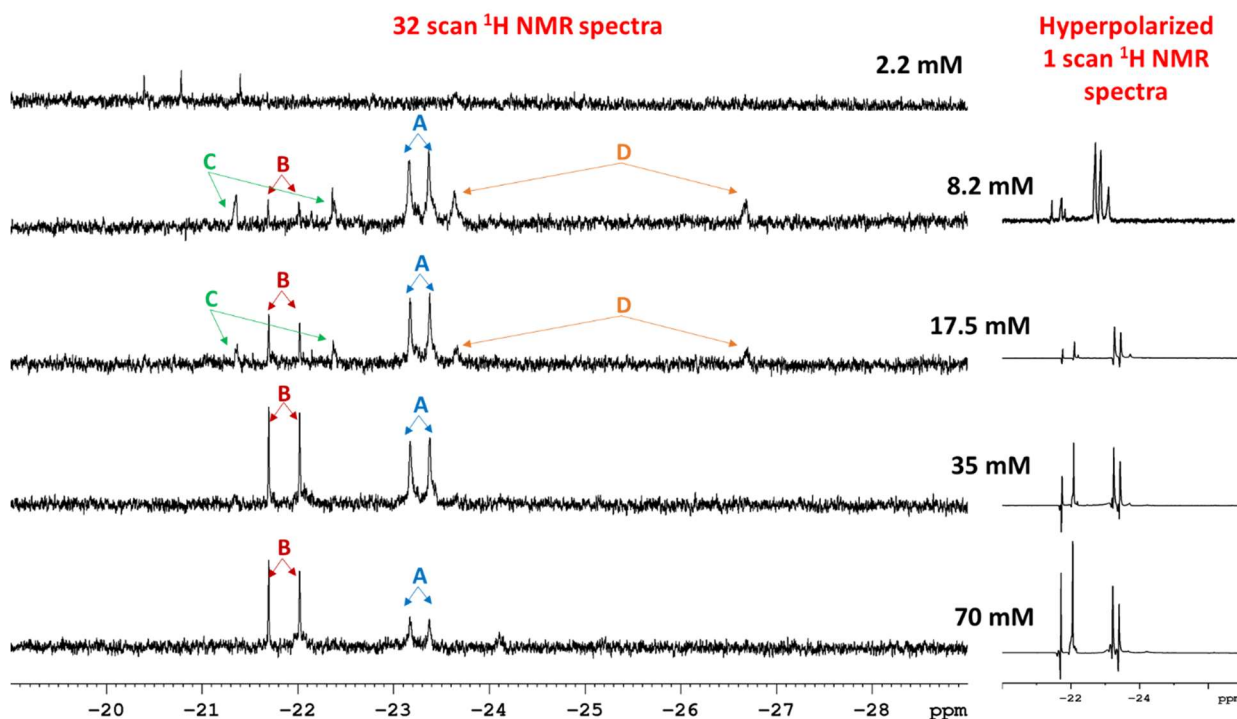 32 scan ¹H NMR spectra
Hyperpolarized
1 scan ¹H NMR
spectra
2.2 mM
A
C
B
D
8.2 mM
A
B
C
D
17.5 mM
B
A
35 mM
B
A
70 mM
−20 −21 −22 −23 −24 −25 −26 −27 −28 ppm
−22 −24 ppm